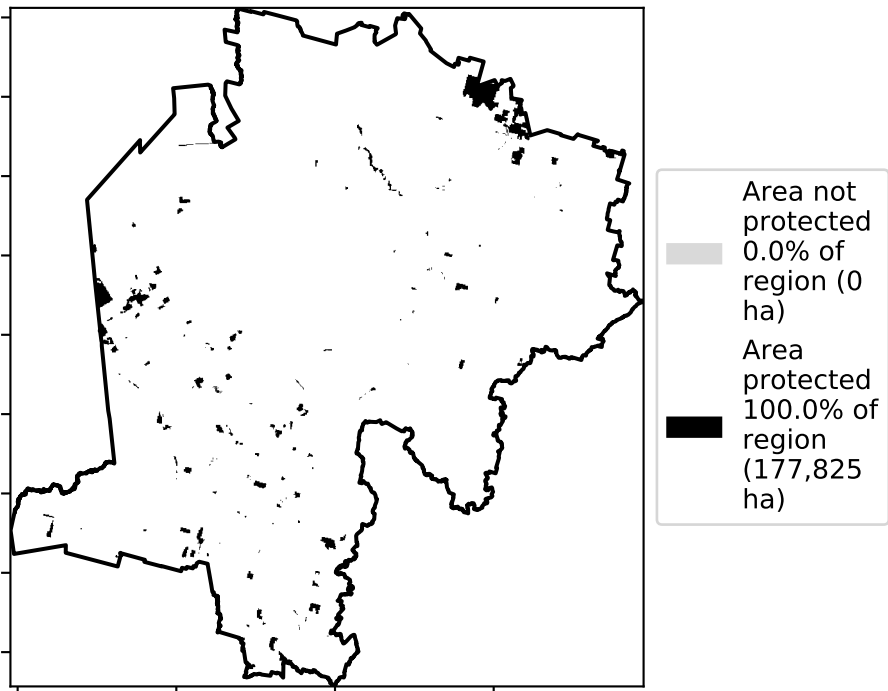 Area not
protected
0.0% of
region (0
ha)
Area
protected
100.0% of
region
(177,825
ha)